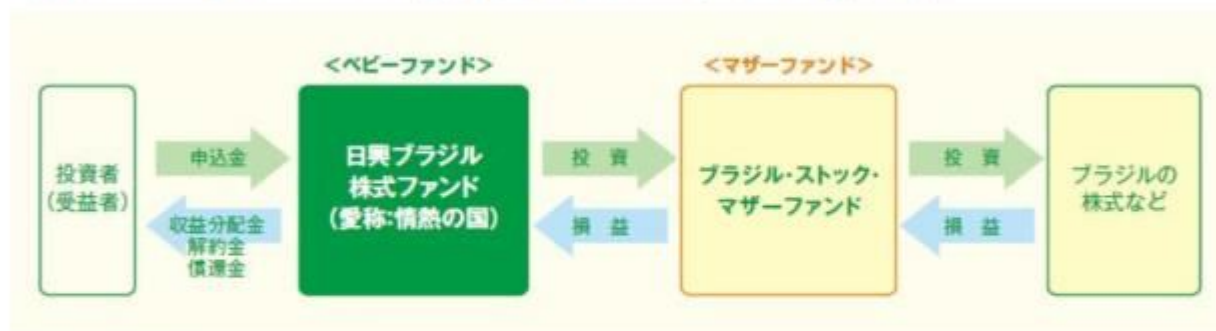 <ベビーファンド>
<マザーファンド>
投資者
(受益者)
申込金
収益分配金
解約金
償還金
日興ブラジル
株式ファンド
(愛称:情熱の国)
投 資
損 益
ブラジル・ストック・
マザーファンド
投 資
損 益
ブラジルの
株式など